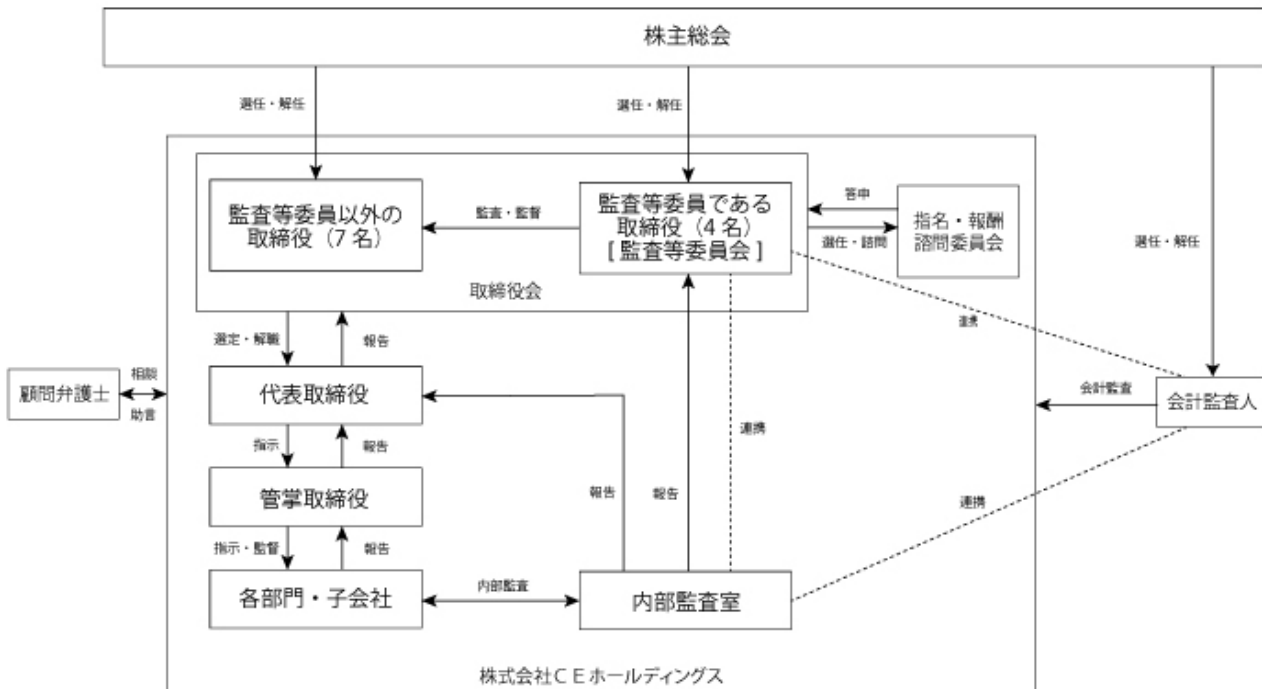 株主総会
選任・解任
選任・解任
選任・解任
監査等委員以外の
取締役（7 名）
監査・監督
監査等委員である
取締役（4 名）
[ 監査等委員会 ]
答申
選任・諮問
指名・報酬
諮問委員会
取締役会
選定・解職
報告
連携
顧問弁護士
相談
助言
代表取締役
会計監査
会計監査人
指示
報告
連携
管掌取締役
報告
報告
連携
指示・監督
報告
各部門・子会社
内部監査
内部監査室
株式会社ＣＥホールディングス